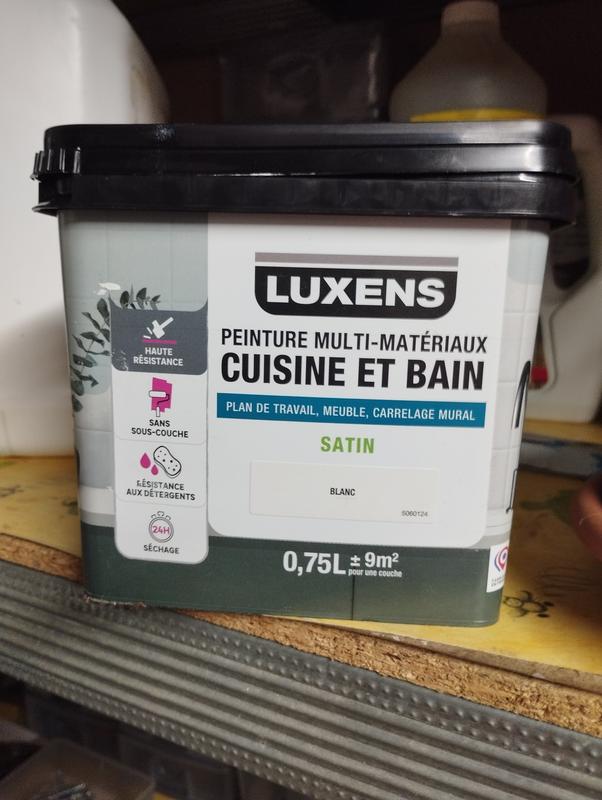 LUXENS
PEINTURE MULTI-MATÉRIAUX
CUISINE ET BAIN
PLAN DE TRAVAIL, MEUBLE, CARRELAGE MURAL
SATIN
BLANC
HAUTE
RÉSISTANCE
SANS
SOUS-COUCHE
RÉSISTANCE
AUX DÉTERGENTS
24H
SÉCHAGE
0,75L ± 9m²
pour une couche